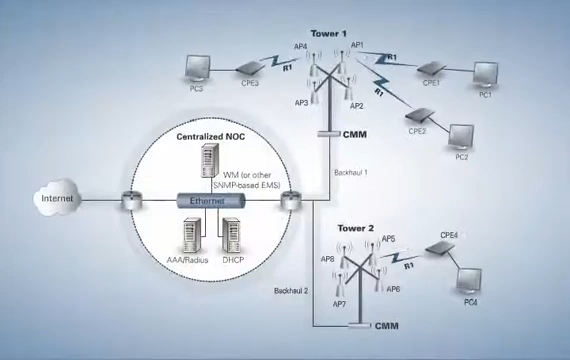 Tower 1
AP4
AP1
R1
R1
CPE3
PC3
CPE1
PC1
R1
AP3
AP2
CPE2
PC2
CMM
Centralized NOC
WM (or other
SNMP-based EMS)
Backhaul 1
Internet
Ethernet
AAA/Radius
DHCP
Tower 2
AP5
CPE4
AP8
R1
Backhaul 2
AP7
AP6
PC4
CMM